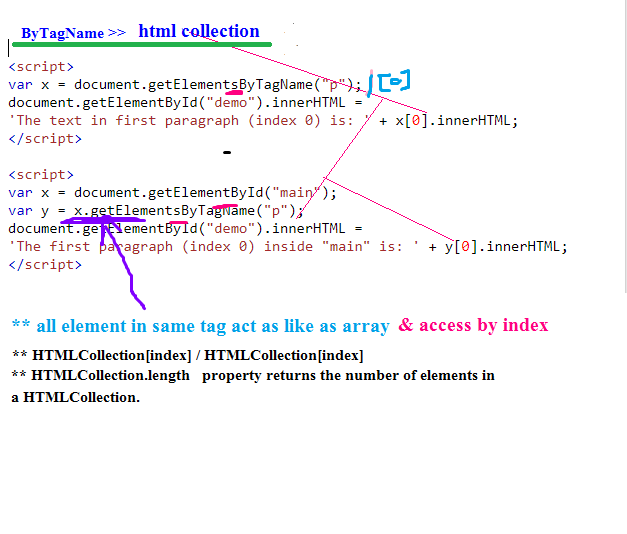 ByTagName >> html collection
<script>
var x = document.getElementsByTagName("p"); / [0]
document.getElementById("demo").innerHTML =
'The text in first paragraph (index 0) is: ' + x[0].innerHTML;
</script>
<script>
var x = document.getElementById("main");
var y = x.getElementsByTagName("p");
document.getElementById("demo").innerHTML =
'The first paragraph (index 0) inside "main" is: ' + y[0].innerHTML;
</script>
** all element in same tag act as like as array & access by index
** HTMLCollection[index] / HTMLCollection[index]
** HTMLCollection.length property returns the number of elements in
a HTMLCollection.